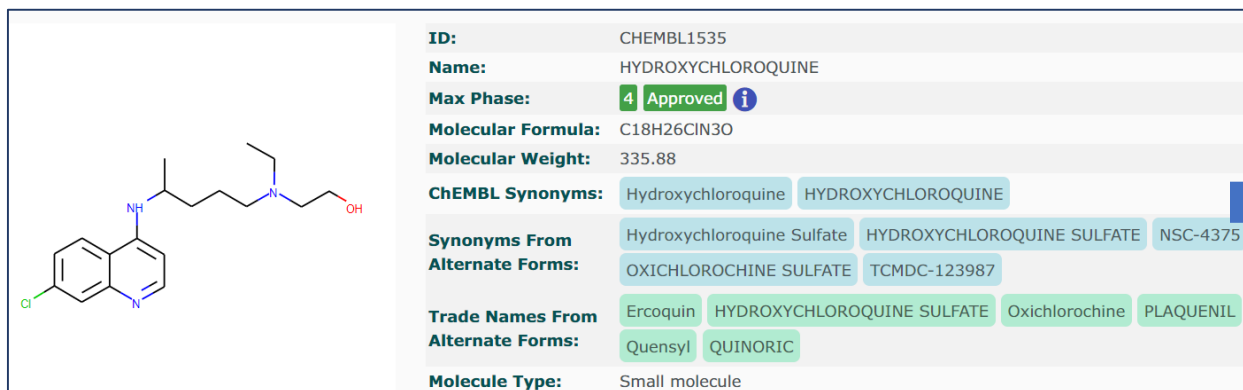 ID: CHEMBL1535
Name: HYDROXYCHLOROQUINE
Max Phase: 4 Approved i
Molecular Formula: C18H26ClN3O
Molecular Weight: 335.88
ChEMBL Synonyms: Hydroxychloroquine HYDROXYCHLOROQUINE
Synonyms From Alternate Forms: Hydroxychloroquine Sulfate HYDROXYCHLOROQUINE SULFATE NSC-4375
OXICHLOROCHINE SULFATE TCMDC-123987
Trade Names From Alternate Forms: Ercoquin HYDROXYCHLOROQUINE SULFATE Oxichlorochine PLAQUENIL
Quensyl QUINORIC
Molecule Type: Small molecule
N
NH
OH
Cl
N